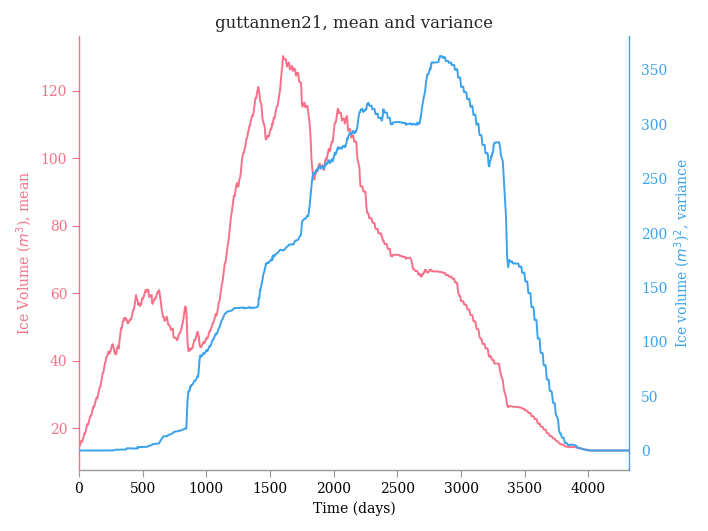 guttannen21, mean and variance
Ice Volume (m³), mean
120
100
80
60
40
20
Ice volume (m³)², variance
350
300
250
200
150
100
50
0
0 500 1000 1500 2000 2500 3000 3500 4000
Time (days)